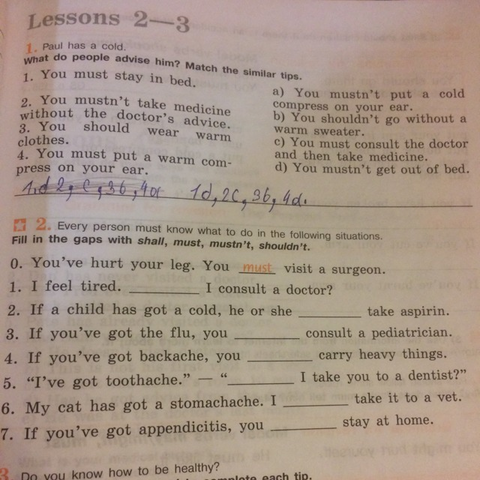 Lessons 2—3
1. Paul has a cold.
What do people advise him? Match the similar tips.
1. You must stay in bed.
2. You mustn't take medicine
without the doctor's advice.
3. You should wear warm
clothes.
4. You must put a warm com-
press on your ear.
a) You mustn't put a cold
compress on your ear.
b) You shouldn't go without a
warm sweater.
c) You must consult the doctor
and then take medicine.
d) You mustn't get out of bed.
1.d 2, c, 3b, 4a 1d, 2c, 3b, 4a.
2. Every person must know what to do in the following situations.
Fill in the gaps with shall, must, mustn't, shouldn't.
0. You've hurt your leg. You must visit a surgeon.
1. I feel tired. ________ I consult a doctor?
2. If a child has got a cold, he or she ________ take aspirin.
3. If you've got the flu, you ________ consult a pediatrician.
4. If you've got backache, you ________ carry heavy things.
5. “I've got toothache.” — “________ I take you to a dentist?”
6. My cat has got a stomachache. I ________ take it to a vet.
7. If you've got appendicitis, you ________ stay at home.
3. Do you know how to be healthy?
complete each tip.